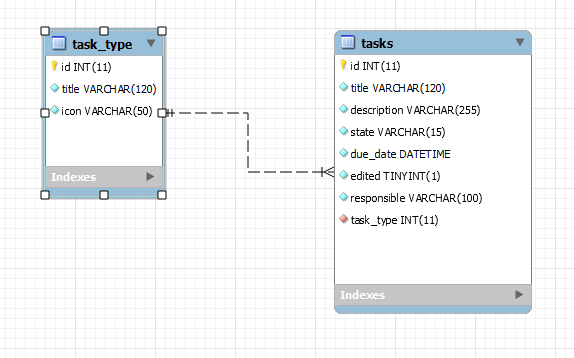 task_type
id INT(11)
title VARCHAR(120)
icon VARCHAR(50)
Indexes
tasks
id INT(11)
title VARCHAR(120)
description VARCHAR(255)
state VARCHAR(15)
due_date DATETIME
edited TINYINT(1)
responsible VARCHAR(100)
task_type INT(11)
Indexes